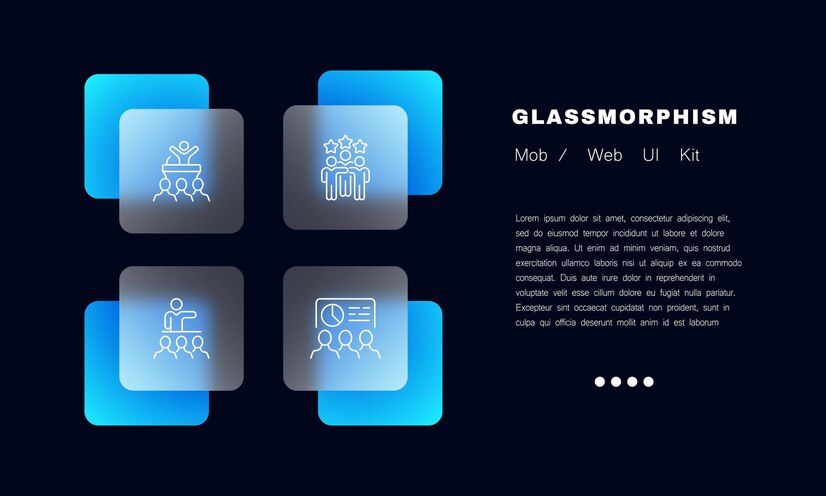 GLASSMORPHISM
Mob / Web UI Kit
Lorem ipsum dolor sit amet, consectetur adipiscing elit,
sed do eiusmod tempor incididunt ut labore et dolore
magna aliqua. Ut enim ad minim veniam, quis nostrud
exercitation ullamco laboris nisi ut aliquip ex ea commodo
consequat. Duis aute irure dolor in reprehenderit in
voluptate velit esse cillum dolore eu fugiat nulla pariatur.
Excepteur sint occaecat cupidatat non proident, sunt in
culpa qui officia deserunt mollit anim id est laborum